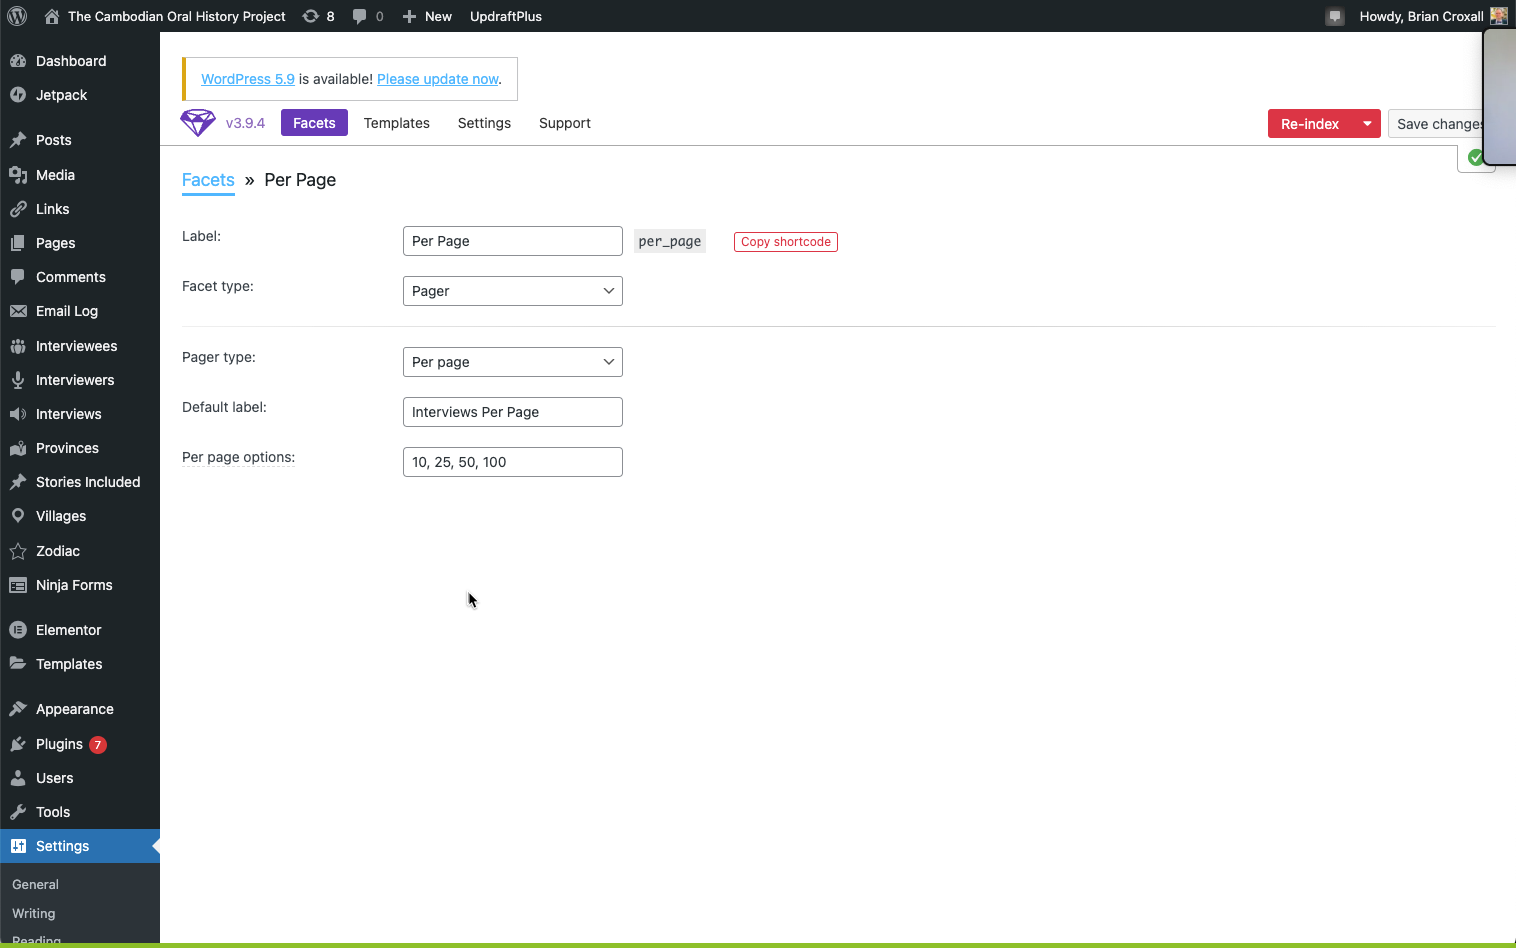 The Cambodian Oral History Project 8 0 New UpdraftPlus Howdy, Brian Croxall
Dashboard
Jetpack
Posts
Media
Links
Pages
Comments
Email Log
Interviewees
Interviewers
Interviews
Provinces
Stories Included
Villages
Zodiac
Ninja Forms
Elementor
Templates
Appearance
Plugins 7
Users
Tools
Settings
General
Writing
Reading
WordPress 5.9 is available! Please update now.
v3.9.4 Facets Templates Settings Support Re-index Save changes
Facets » Per Page
Label: Per Page per_page Copy shortcode
Facet type: Pager
Pager type: Per page
Default label: Interviews Per Page
Per page options: 10, 25, 50, 100